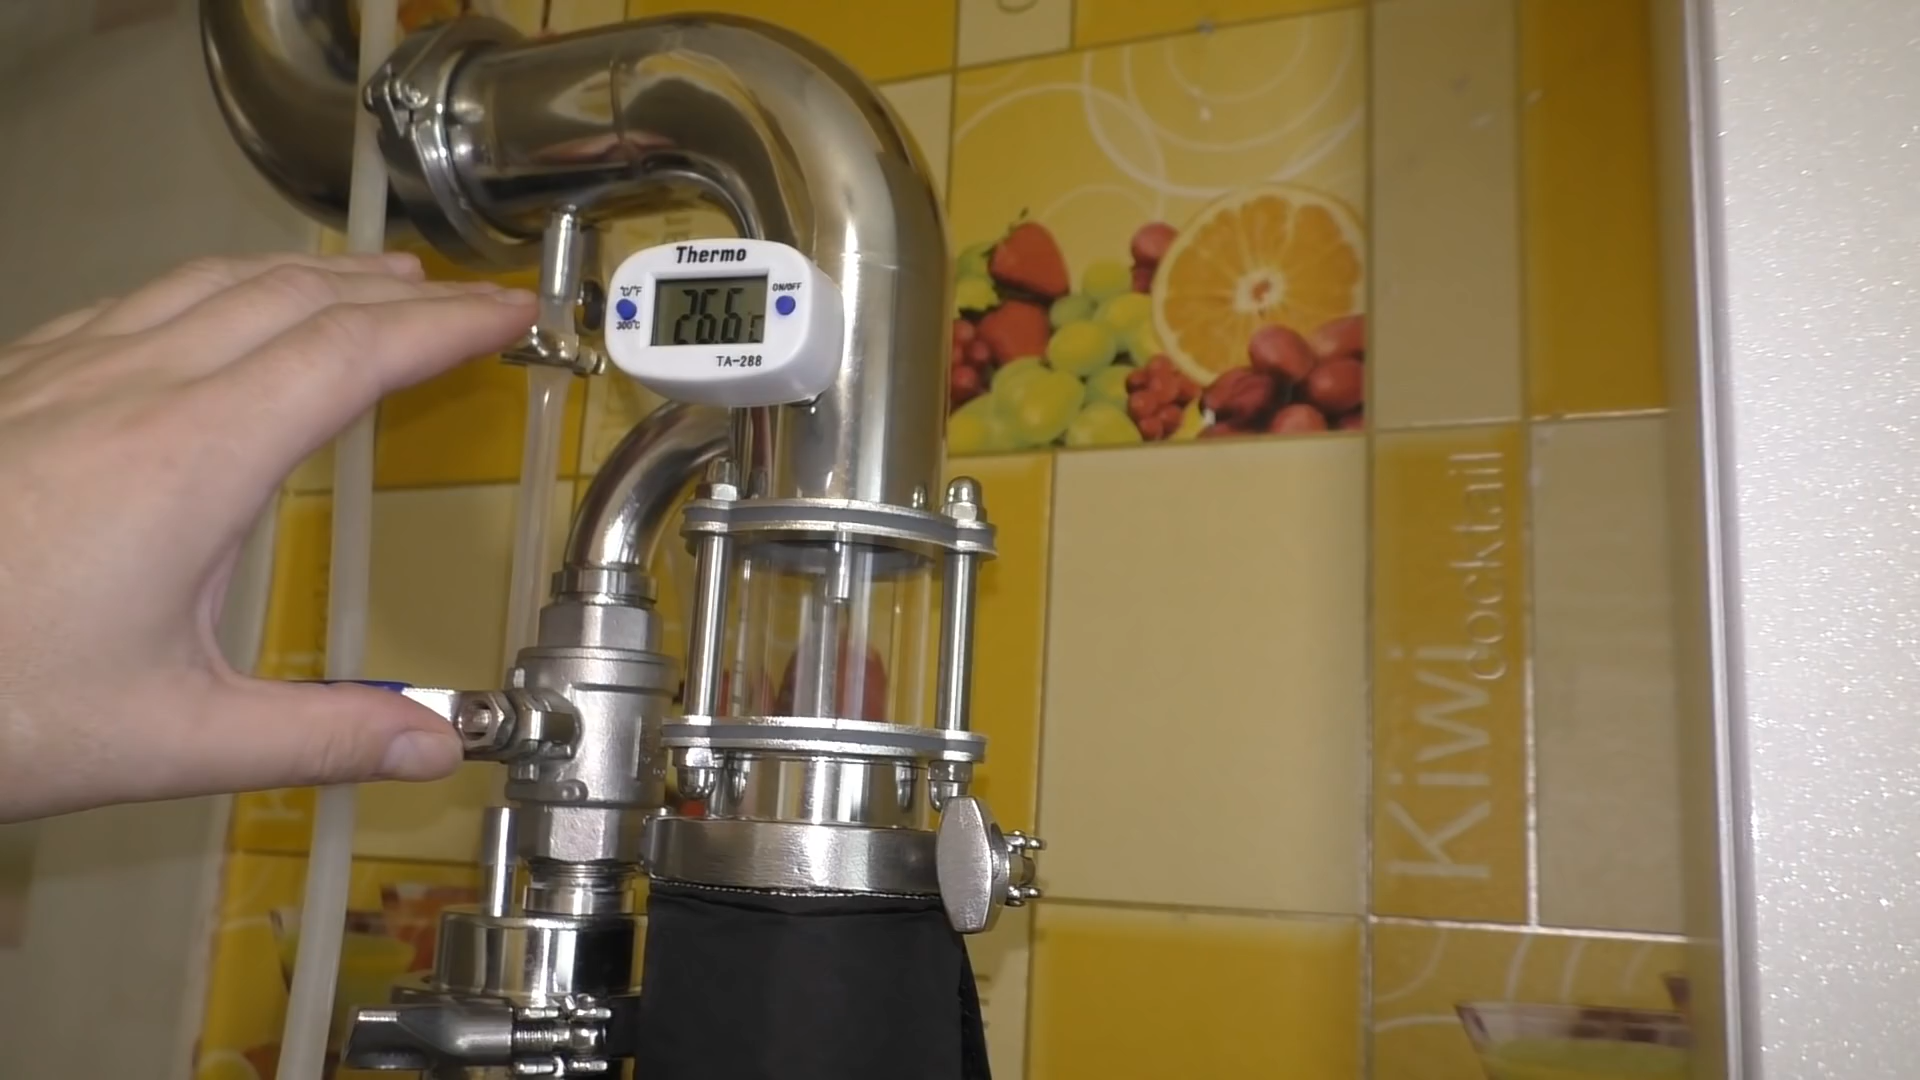 Thermo
°C/°F
ON/OFF
26.6°C
300°C
TA-288
Kiwi
cocktail